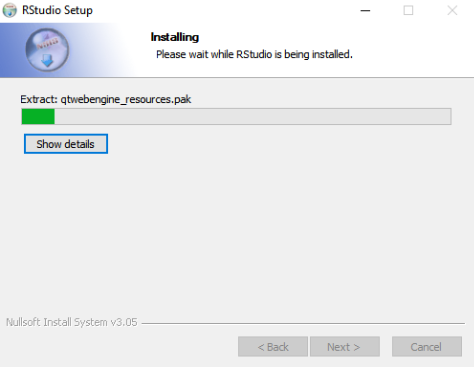 RStudio Setup
Installing
Please wait while RStudio is being installed.
Extract: qtwebengine_resources.pak
Show details
Nullsoft Install System v3.05
< Back Next > Cancel